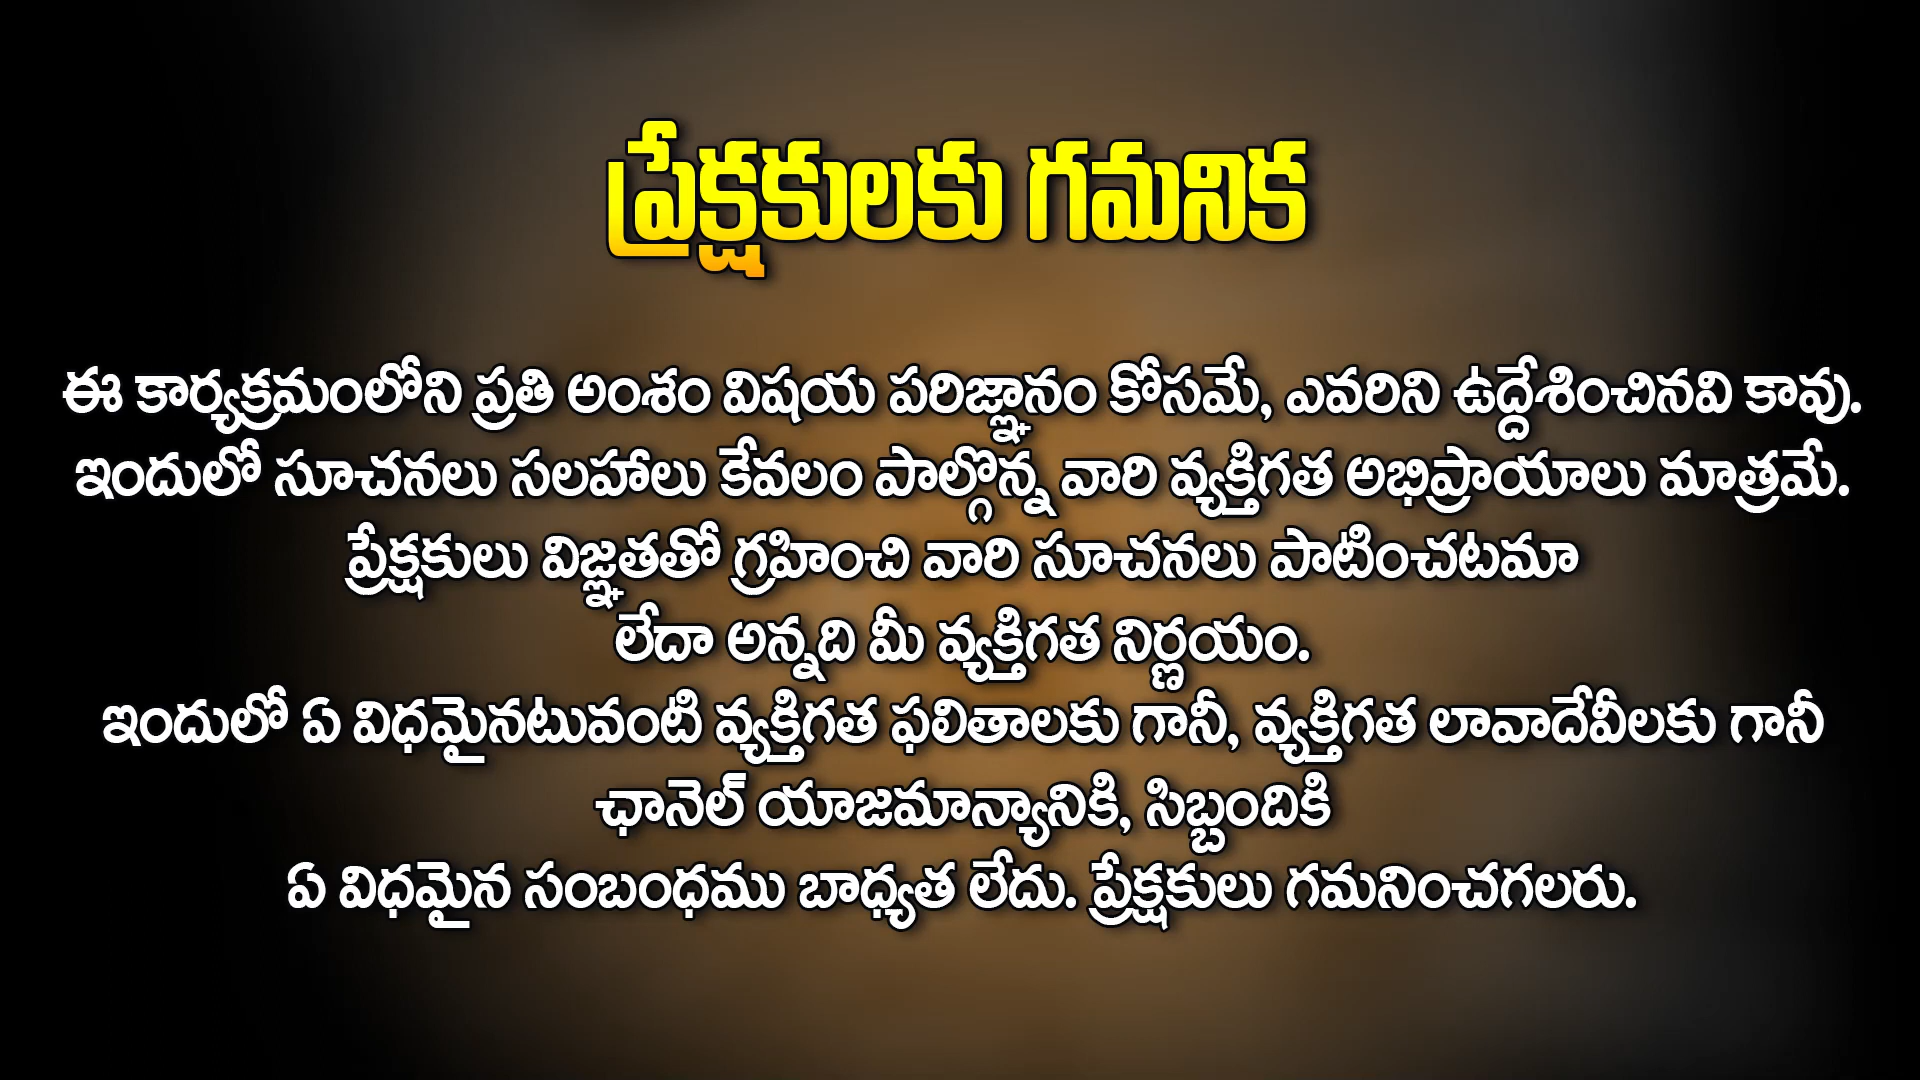 ప్రేక్షకులకు గమనిక
ఈ కార్యక్రమంలోని ప్రతి అంశం విషయ పరిజ్ఞానం కోసమే, ఎవరిని ఉద్దేశించినవి కావు.
ఇందులో సూచనలు సలహాలు కేవలం పాల్గొన్న వారి వ్యక్తిగత అభిప్రాయాలు మాత్రమే.
ప్రేక్షకులు విజ్ఞతతో గ్రహించి వారి సూచనలు పాటించటమా
లేదా అన్నది మీ వ్యక్తిగత నిర్ణయం.
ఇందులో ఏ విధమైనటువంటి వ్యక్తిగత ఫలితాలకు గానీ, వ్యక్తిగత లావాదేవీలకు గానీ
ఛానెల్ యాజమాన్యానికి, సిబ్బందికి
ఏ విధమైన సంబంధము బాధ్యత లేదు. ప్రేక్షకులు గమనించగలరు.